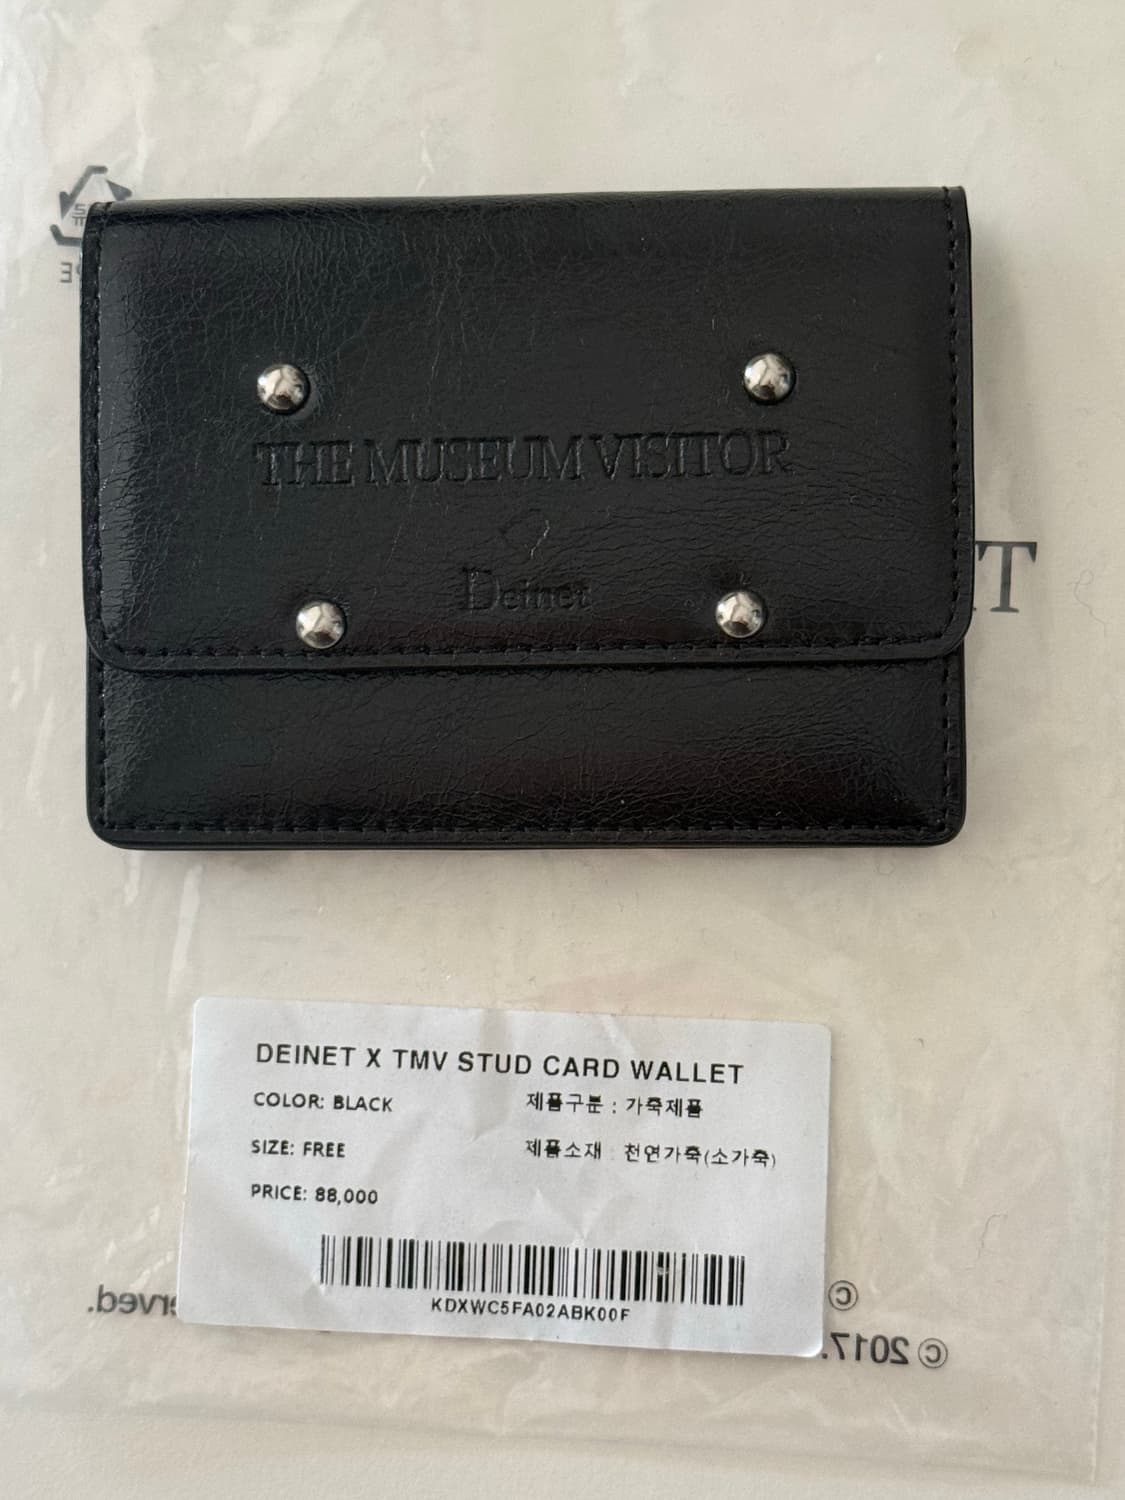 THE MUSEUM VISITOR
Deinet
DEINET X TMV STUD CARD WALLET
COLOR: BLACK
제품구분 : 가죽제품
SIZE: FREE
제품소재 : 천연가죽(소가죽)
PRICE: 88,000
KDXWC5FA02ABK00F
©
© 2017.